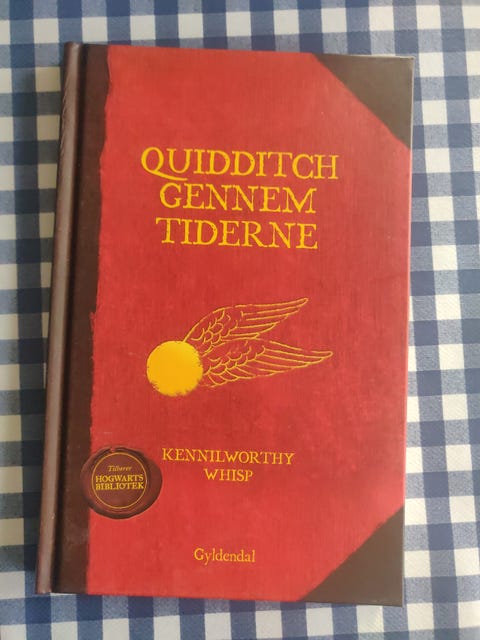 QUIDDITCH
GENNEM
TIDERNE
KENNILWORTHY
WHISP
Tilhører
HOGWARTS
BIBLIOTEK
Gyldendal